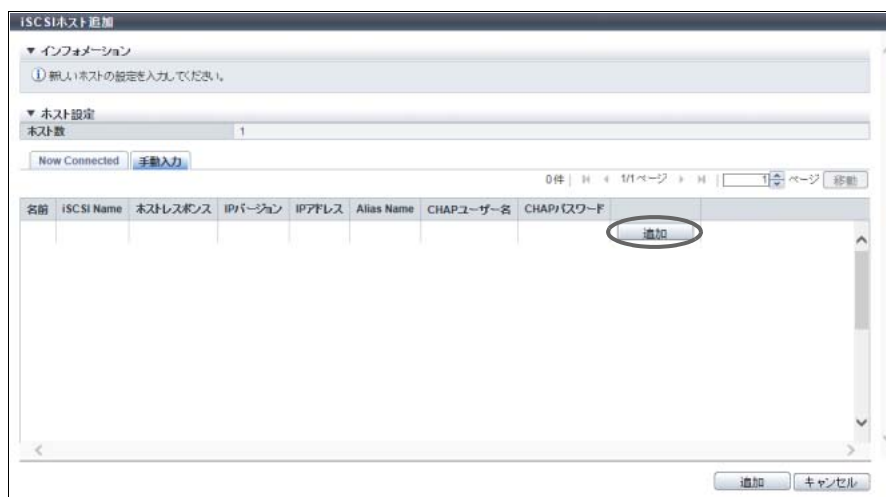 iSCSIホスト追加
▼ インフォメーション
新しいホストの設定を入力してください。
▼ ホスト設定
ホスト数 1
Now Connected 手動入力
0件 1/1 ページ 1 ページ 移動
名前 iSCSI Name ホストレスポンス IPバージョン IPアドレス Alias Name CHAPユーザー名 CHAPパスワード
追加
追加 キャンセル